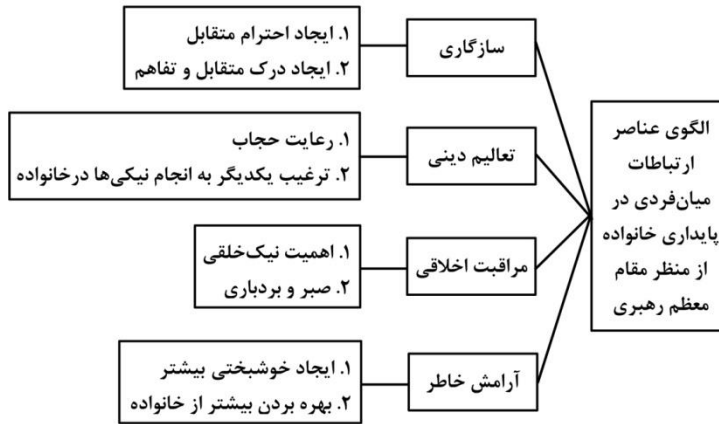 الگوی عناصر
ارتباطات
میان‌فردی در
پایداری خانواده
از منظر مقام
معظم رهبری
سازگاری
۱. ایجاد احترام متقابل
۲. ایجاد درک متقابل و تفاهم
تعالیم دینی
۱. رعایت حجاب
۲. ترغیب یکدیگر به انجام نیکی‌ها درخانواده
مراقبت اخلاقی
۱. اهمیت نیک‌خلقی
۲. صبر و بردباری
آرامش خاطر
۱. ایجاد خوشبختی بیشتر
۲. بهره بردن بیشتر از خانواده